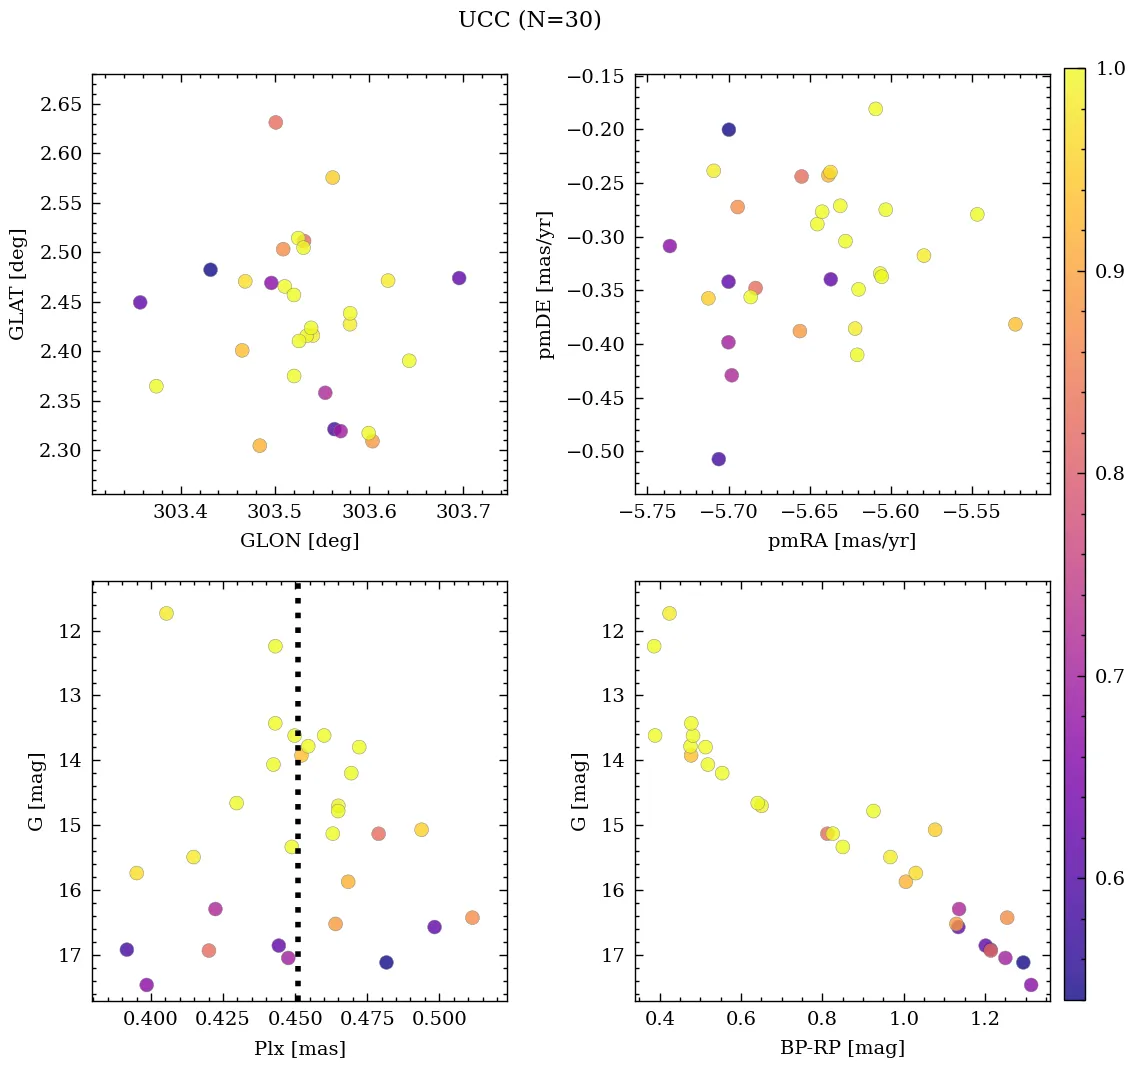 UCC (N=30)
2.65
2.60
2.55
2.50
2.45
2.40
2.35
2.30
GLAT [deg]
303.4 303.5 303.6 303.7
GLON [deg]
−0.15
−0.20
−0.25
−0.30
−0.35
−0.40
−0.45
−0.50
pmDE [mas/yr]
−5.75 −5.70 −5.65 −5.60 −5.55
pmRA [mas/yr]
12
13
14
15
16
17
G [mag]
0.400 0.425 0.450 0.475 0.500
Plx [mas]
12
13
14
15
16
17
G [mag]
0.4 0.6 0.8 1.0 1.2
BP-RP [mag]
1.0
0.9
0.8
0.7
0.6